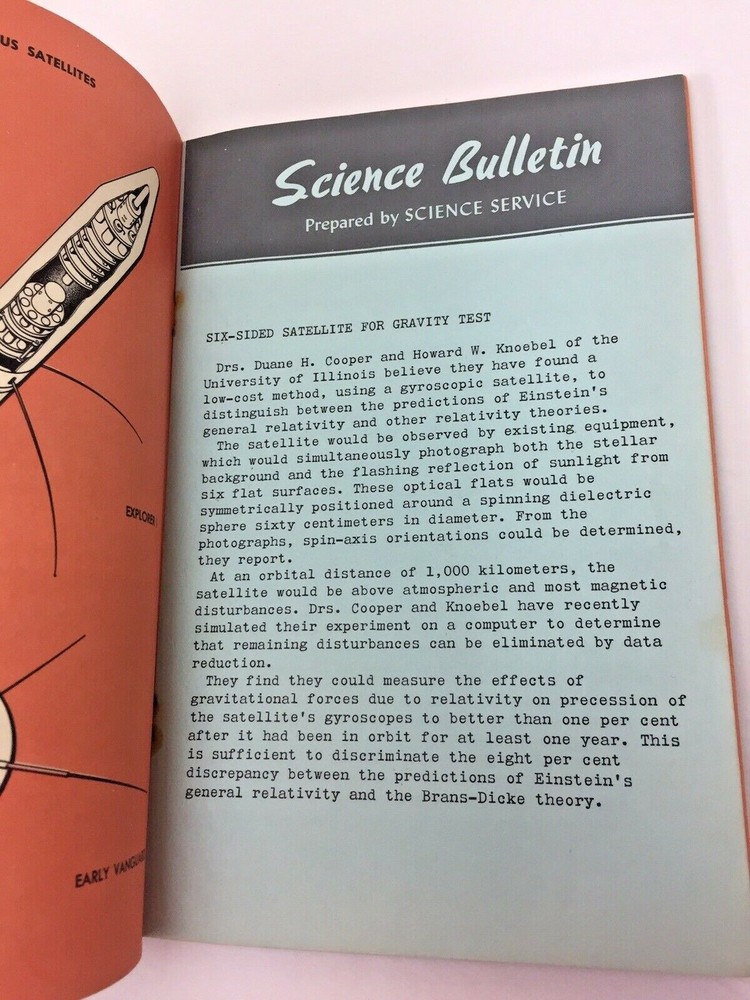 US SATELLITES
EXPLORER
EARLY VANGUARD
Science Bulletin
Prepared by SCIENCE SERVICE
SIX-SIDED SATELLITE FOR GRAVITY TEST
Drs. Duane H. Cooper and Howard W. Knoebel of the
University of Illinois believe they have found a
low-cost method, using a gyroscopic satellite, to
distinguish between the predictions of Einstein's
general relativity and other relativity theories.
The satellite would be observed by existing equipment,
which would simultaneously photograph both the stellar
background and the flashing reflection of sunlight from
six flat surfaces. These optical flats would be
symmetrically positioned around a spinning dielectric
sphere sixty centimeters in diameter. From the
photographs, spin-axis orientations could be determined,
they report.
At an orbital distance of 1,000 kilometers, the
satellite would be above atmospheric and most magnetic
disturbances. Drs. Cooper and Knoebel have recently
simulated their experiment on a computer to determine
that remaining disturbances can be eliminated by data
reduction.
They find they could measure the effects of
gravitational forces due to relativity on precession of
the satellite's gyroscopes to better than one per cent
after it had been in orbit for at least one year. This
is sufficient to discriminate the eight per cent
discrepancy between the predictions of Einstein's
general relativity and the Brans-Dicke theory.